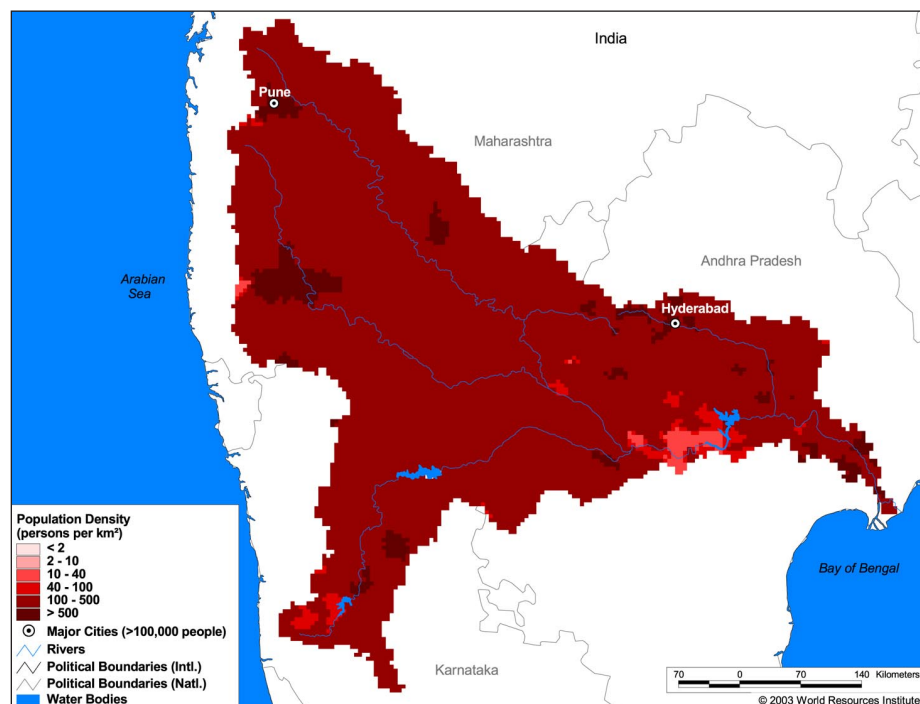 India
Pune
Maharashtra
Andhra Pradesh
Arabian
Sea
Hyderabad
Bay of Bengal
Karnataka
Population Density
(persons per km²)
< 2
2 - 10
10 - 40
40 - 100
100 - 500
> 500
Major Cities (>100,000 people)
Rivers
Political Boundaries (Intl.)
Political Boundaries (Natl.)
Water Bodies
70 0 70 140 Kilometers
© 2003 World Resources Institute